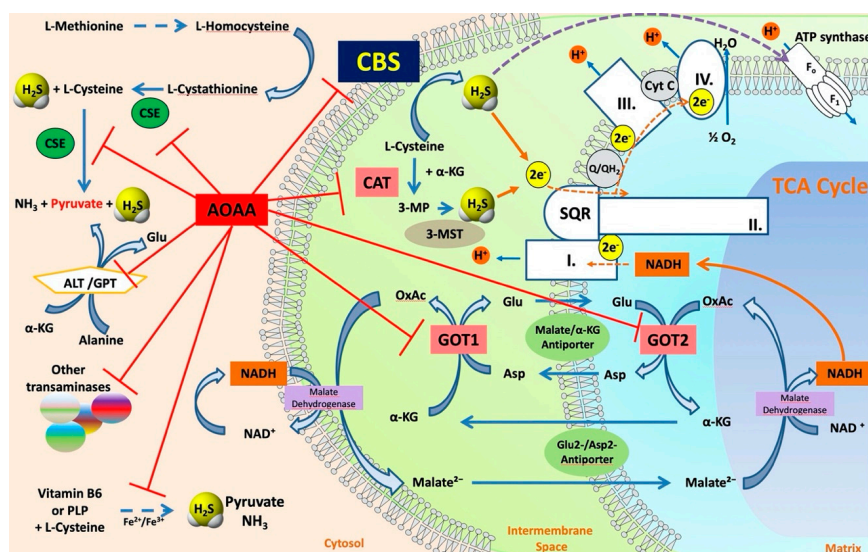 L-Methionine
L-Homocysteine
H₂S
+ L-Cysteine
L-Cystathionine
CSE
CSE
NH₃ + Pyruvate +
H₂S
AOAA
Glu
ALT /GPT
α-KG
Alanine
Other
transaminases
NADH
NAD⁺
Malate
Dehydrogenase
Vitamin B6
or PLP
+ L-Cysteine
Fe²⁺/Fe³⁺
H₂S
Pyruvate
NH₃
Cytosol
CBS
H₂S
L-Cysteine
+ α-KG
CAT
3-MP
H₂S
3-MST
2e⁻
OxAc
Glu
GOT1
Asp
α-KG
Malate²⁻
Malate/α-KG
Antiporter
Glu2-/Asp2-
Antiporter
Intermembrane
Space
H⁺
III.
2e⁻
Q/QH₂
Cyt C
H⁺
IV.
2e⁻
H₂O
½ O₂
H⁺
ATP synthase
F₀
F₁
SQR
II.
2e⁻
H⁺
I.
NADH
TCA Cycle
Glu
OxAc
GOT2
Asp
α-KG
Malate²⁻
NADH
Malate
Dehydrogenase
NAD ⁺
Matrix